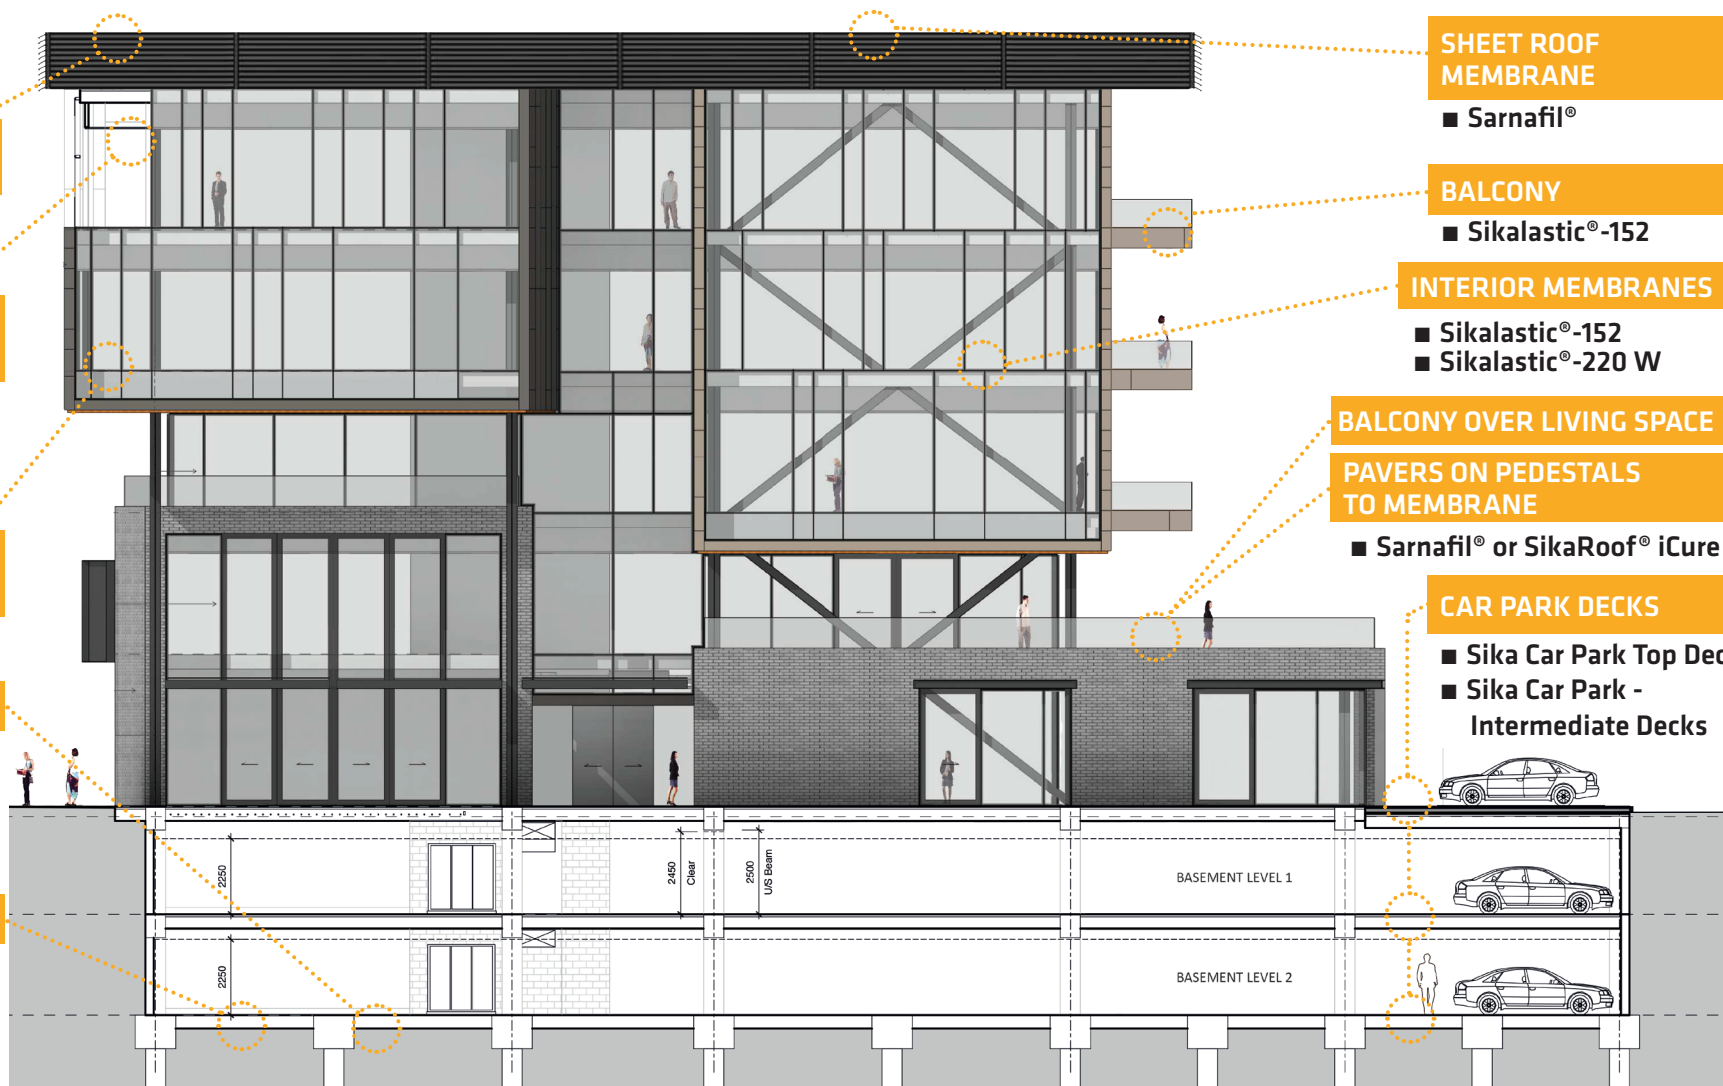 SHEET ROOF
MEMBRANE
■ Sarnafil®
BALCONY
■ Sikalastic®-152
INTERIOR MEMBRANES
■ Sikalastic®-152
■ Sikalastic®-220 W
BALCONY OVER LIVING SPACE
PAVERS ON PEDESTALS
TO MEMBRANE
■ Sarnafil® or SikaRoof® iCure
CAR PARK DECKS
■ Sika Car Park Top Dec
■ Sika Car Park -
Intermediate Decks
2250
2450
Clear
2500
U/S Beam
BASEMENT LEVEL 1
2250
BASEMENT LEVEL 2